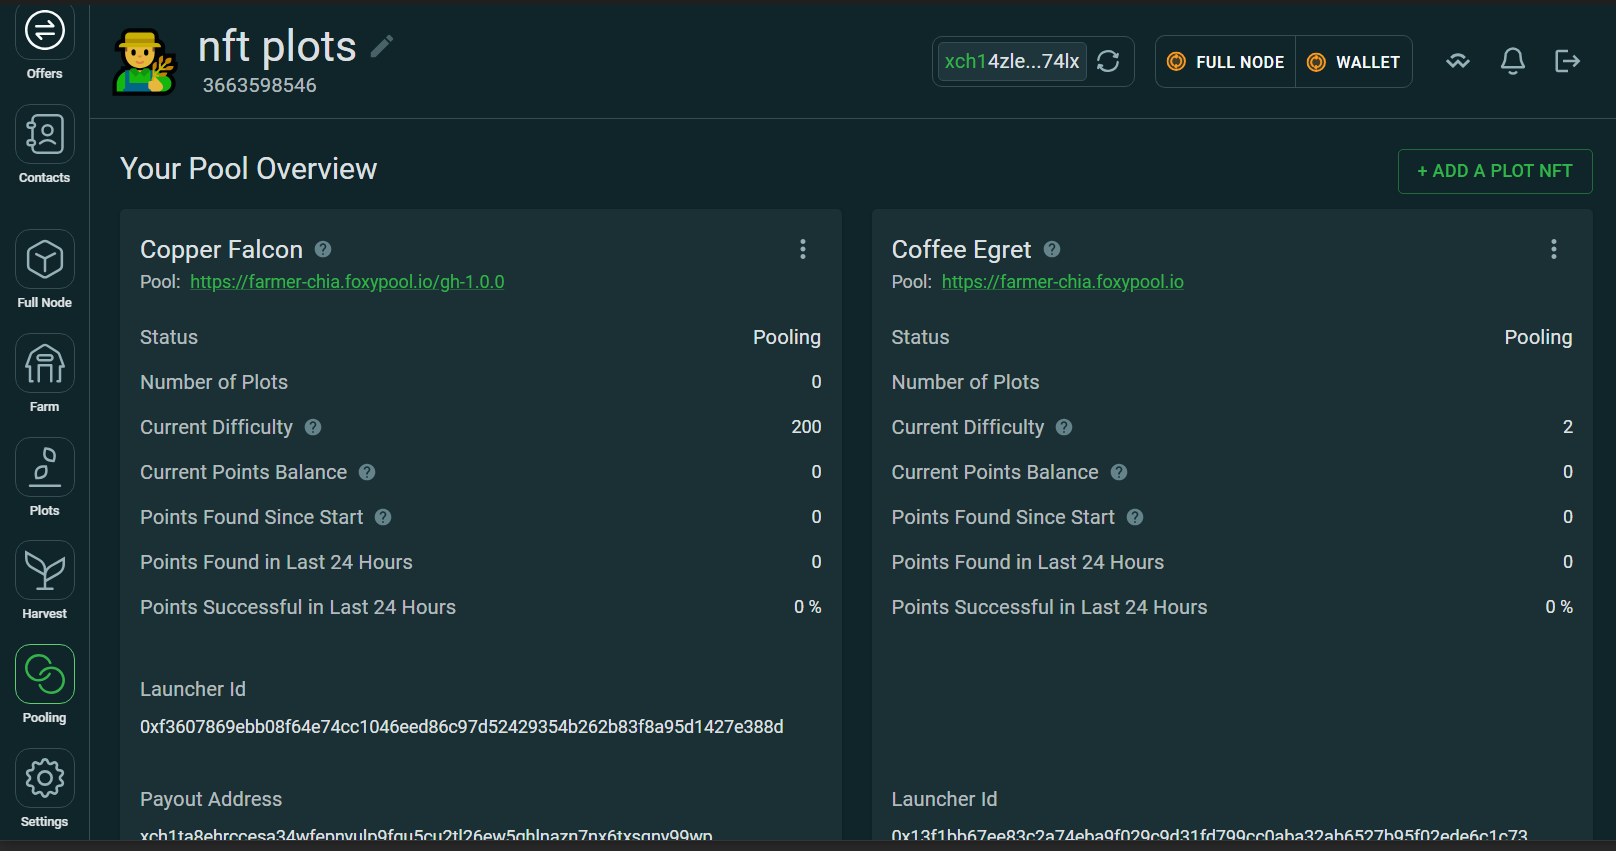 Offers
Contacts
Full Node
Farm
Plots
Harvest
Pooling
Settings
nft plots
3663598546
xch14zle...74lx
FULL NODE
WALLET
Your Pool Overview
+ ADD A PLOT NFT
Copper Falcon
Pool: https://farmer-chia.foxypool.io/gh-1.0.0
Status Pooling
Number of Plots 0
Current Difficulty 200
Current Points Balance 0
Points Found Since Start 0
Points Found in Last 24 Hours 0
Points Successful in Last 24 Hours 0 %
Launcher Id
0xf3607869ebb08f64e74cc1046eed86c97d52429354b262b83f8a95d1427e388d
Payout Address
Coffee Egret
Pool: https://farmer-chia.foxypool.io
Status Pooling
Number of Plots
Current Difficulty 2
Current Points Balance 0
Points Found Since Start 0
Points Found in Last 24 Hours 0
Points Successful in Last 24 Hours 0 %
Launcher Id
0x13f1bb67ee83c2a74eba9f029c9d31fd799cc0aba32ab6527b95f02ede6c1c73